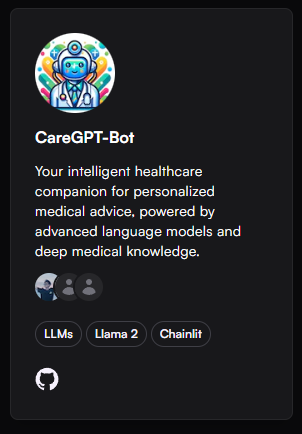 CareGPT-Bot
Your intelligent healthcare
companion for personalized
medical advice, powered by
advanced language models and
deep medical knowledge.
LLMs Llama 2 Chainlit